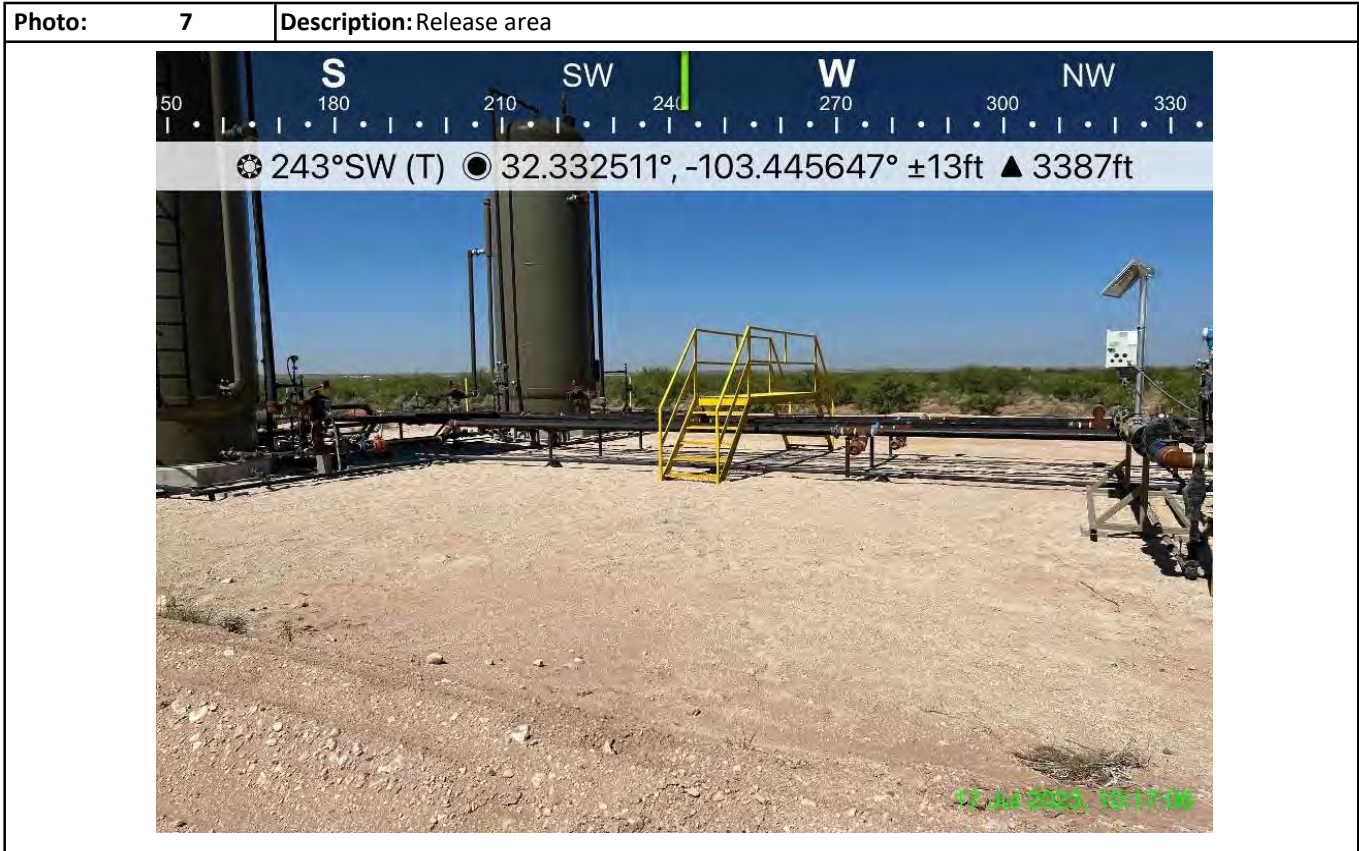 Photo: 7 Description: Release area
S SW W NW
150 180 210 240 270 300 330
243°SW (T) 32.332511°, -103.445647° ±13ft ▲ 3387ft
17 Jul 2023, 10:17:06